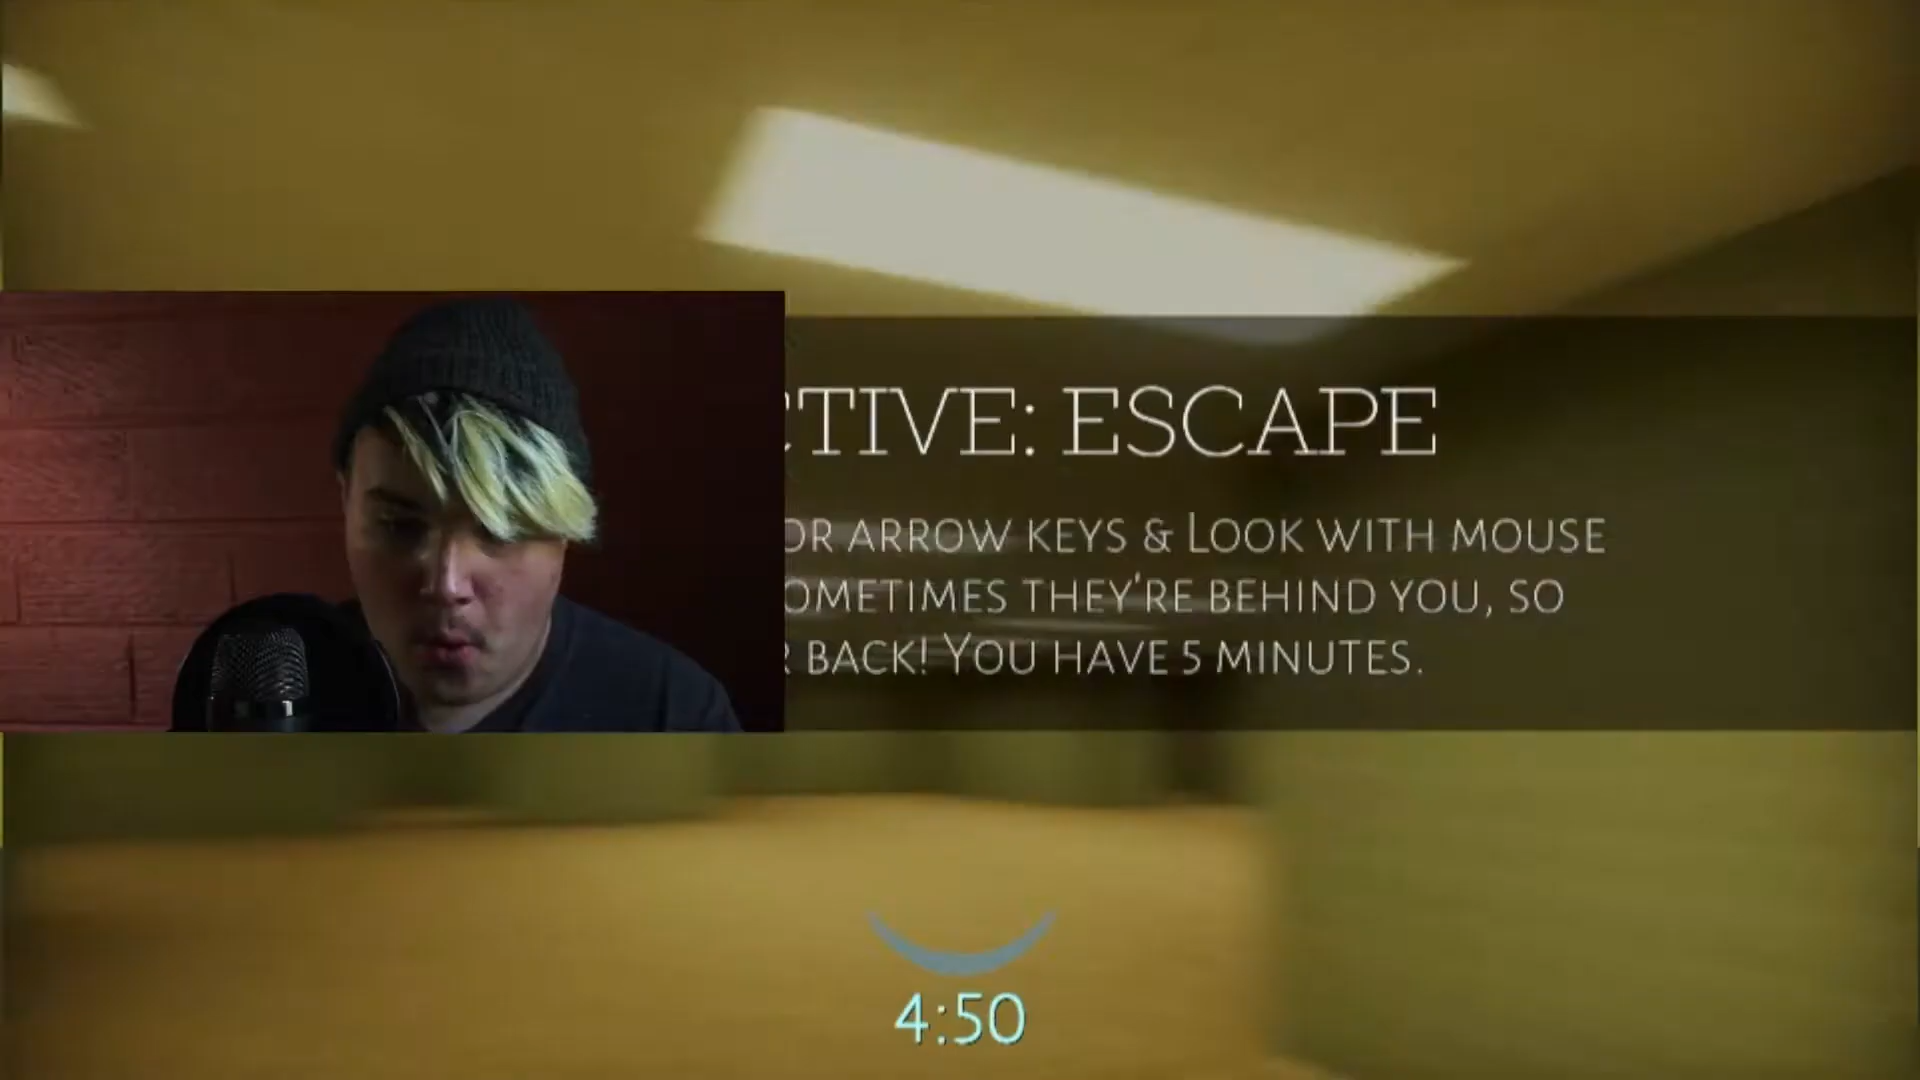 CTIVE: ESCAPE
OR ARROW KEYS & LOOK WITH MOUSE
OMETIMES THEY'RE BEHIND YOU, SO
BACK! YOU HAVE 5 MINUTES.
4:50